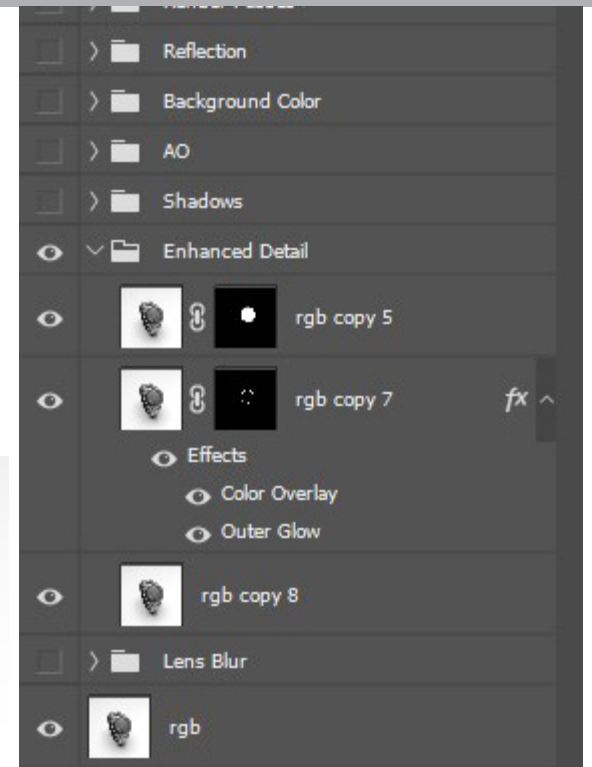 Reflection
Background Color
AO
Shadows
Enhanced Detail
rgb copy 5
rgb copy 7 fx
Effects
Color Overlay
Outer Glow
rgb copy 8
Lens Blur
rgb